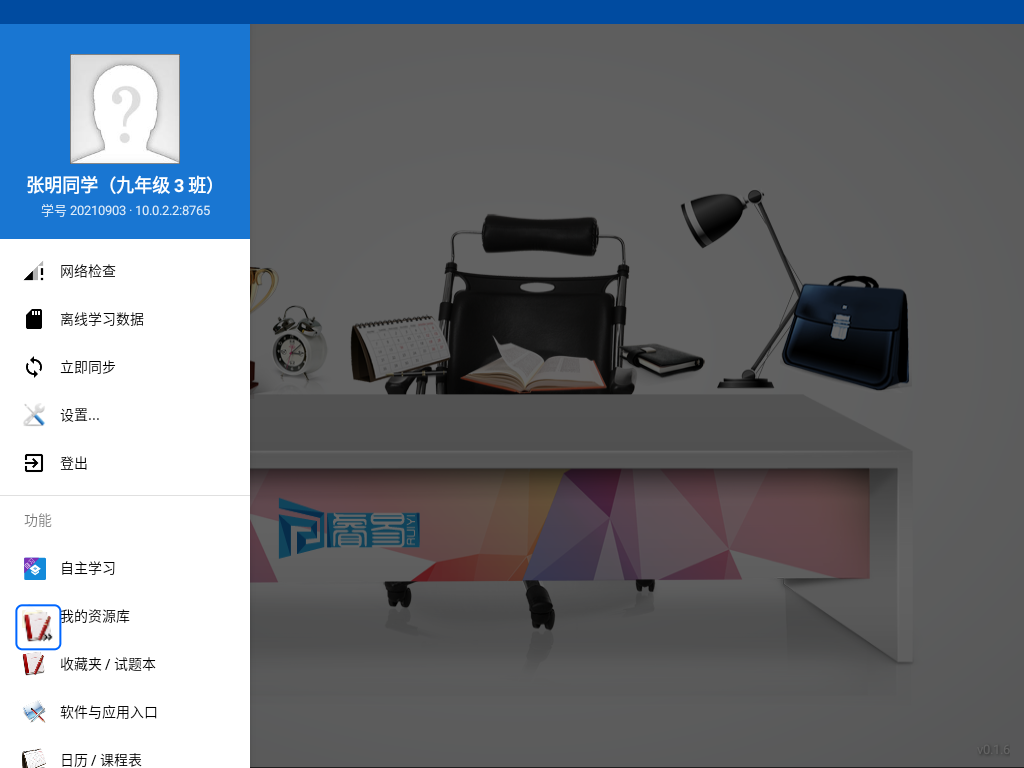 张明同学（九年级 3 班）
学号 20210903 · 10.0.2.2:8765
网络检查
离线学习数据
立即同步
设置...
登出
功能
自主学习
我的资源库
收藏夹 / 试题本
软件与应用入口
日历 / 课程表
睿易
RUIYI
v0.1.6